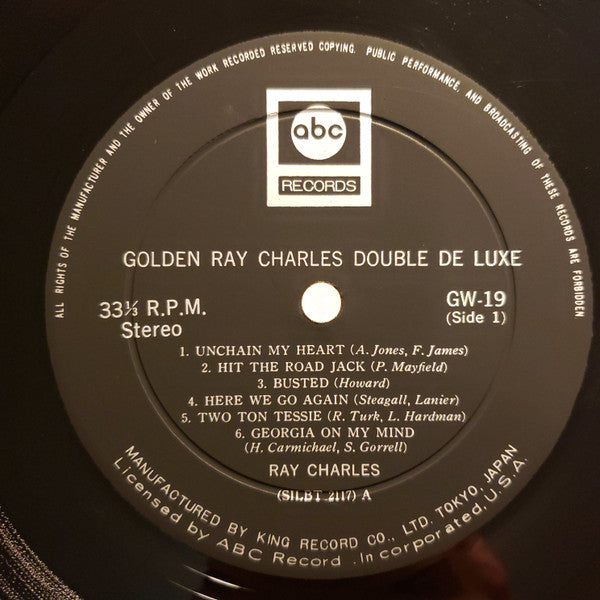 ALL RIGHTS OF THE MANUFACTURER AND THE OWNER OF THE WORK RECORDED RESERVED COPYING. PUBLIC PERFORMANCE, AND BROADCASTING OF THESE RECORDS ARE FORBIDDEN
abc
RECORDS
GOLDEN RAY CHARLES DOUBLE DE LUXE
33⅓ R.P.M.
Stereo
GW-19
(Side 1)
1. UNCHAIN MY HEART (A. Jones, F. James)
2. HIT THE ROAD JACK (P. Mayfield)
3. BUSTED (Howard)
4. HERE WE GO AGAIN (Steagall, Lanier)
5. TWO TON TESSIE (R. Turk, L. Hardman)
6. GEORGIA ON MY MIND
(H. Carmichael, S. Gorrell)
RAY CHARLES
(SILBT 2117) A
MANUFACTURED BY KING RECORD CO., LTD. TOKYO, JAPAN
Licensed by ABC Record .Incorporated, U.S.A.